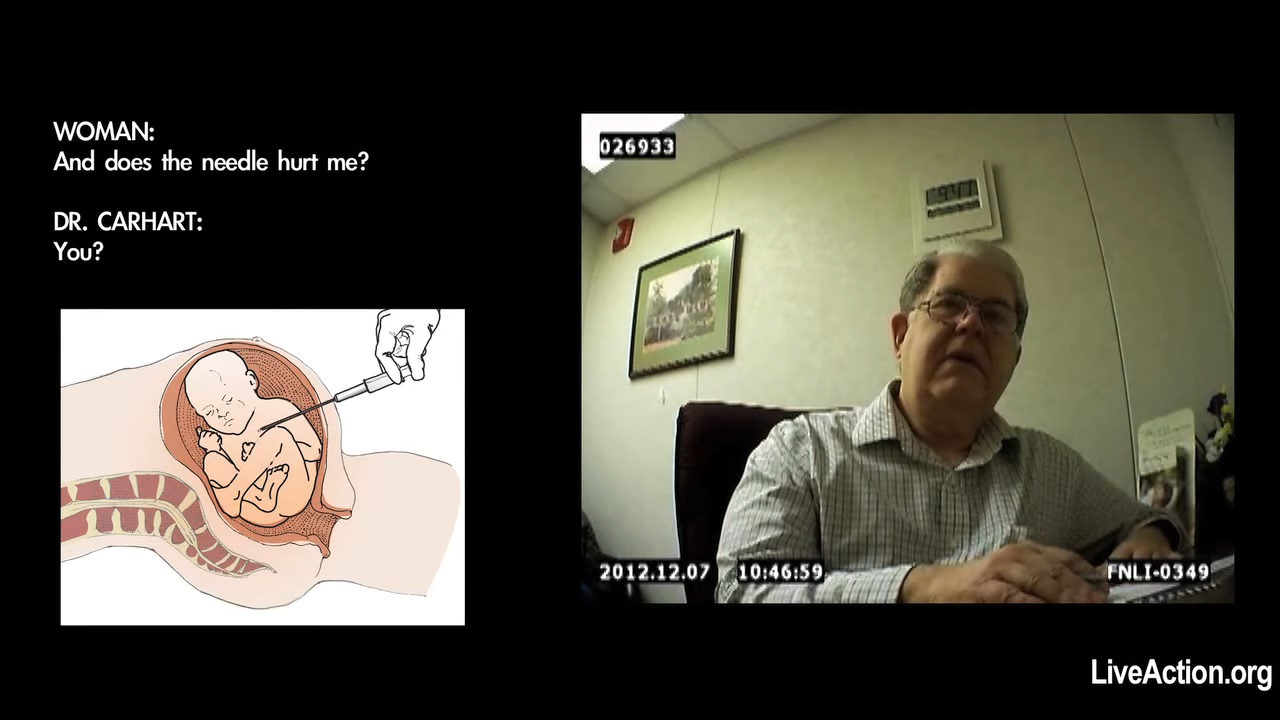 WOMAN:
And does the needle hurt me?
DR. CARHART:
You?
026933
2012.12.07 10:46:59 FNLI-0349
LiveAction.org